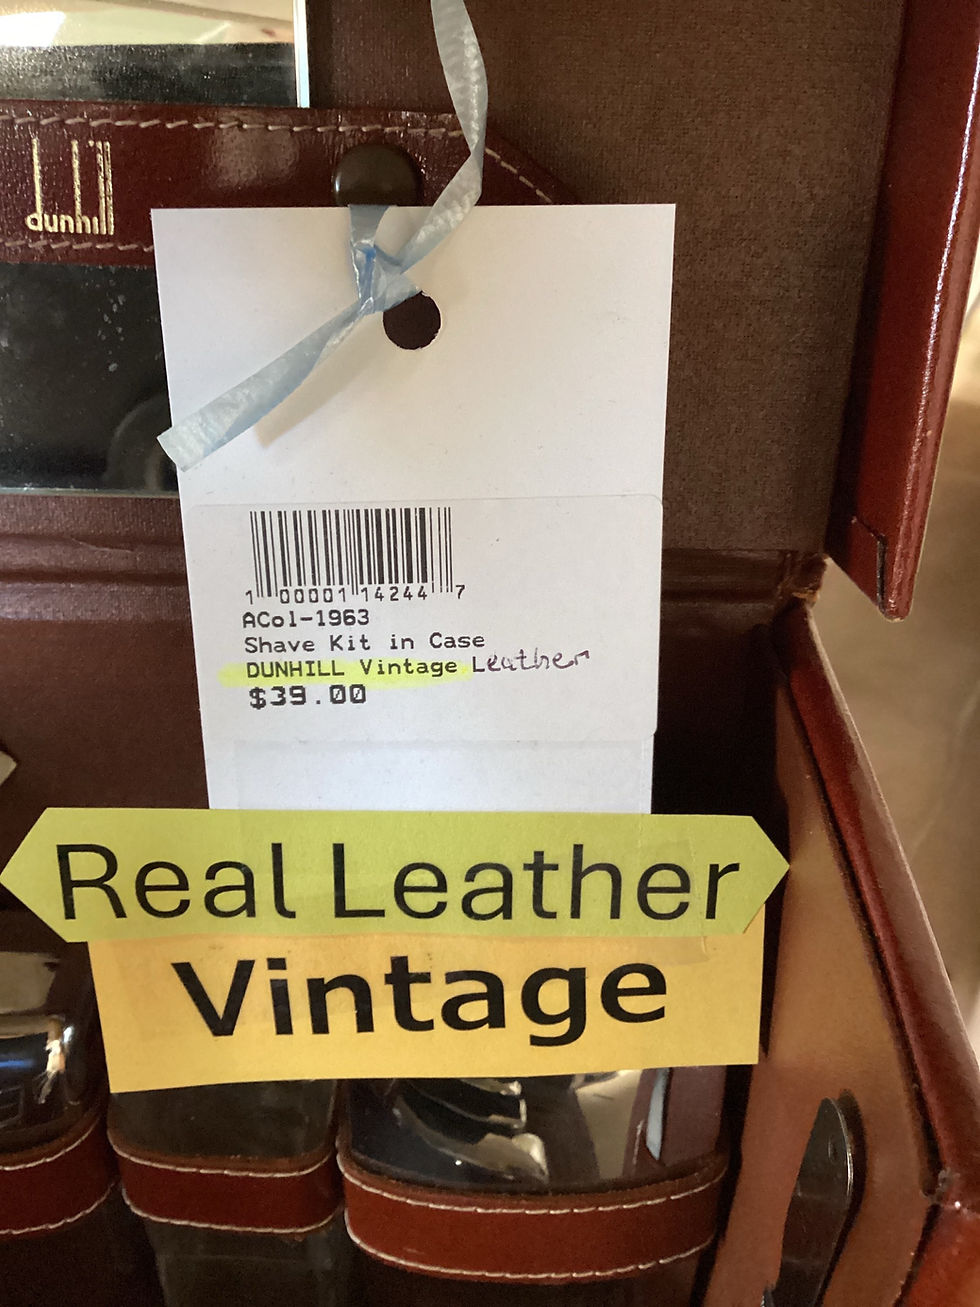 dunhill
1 00001 14244 7
ACol-1963
Shave Kit in Case
DUNHILL Vintage Leather
$39.00
Real Leather
Vintage